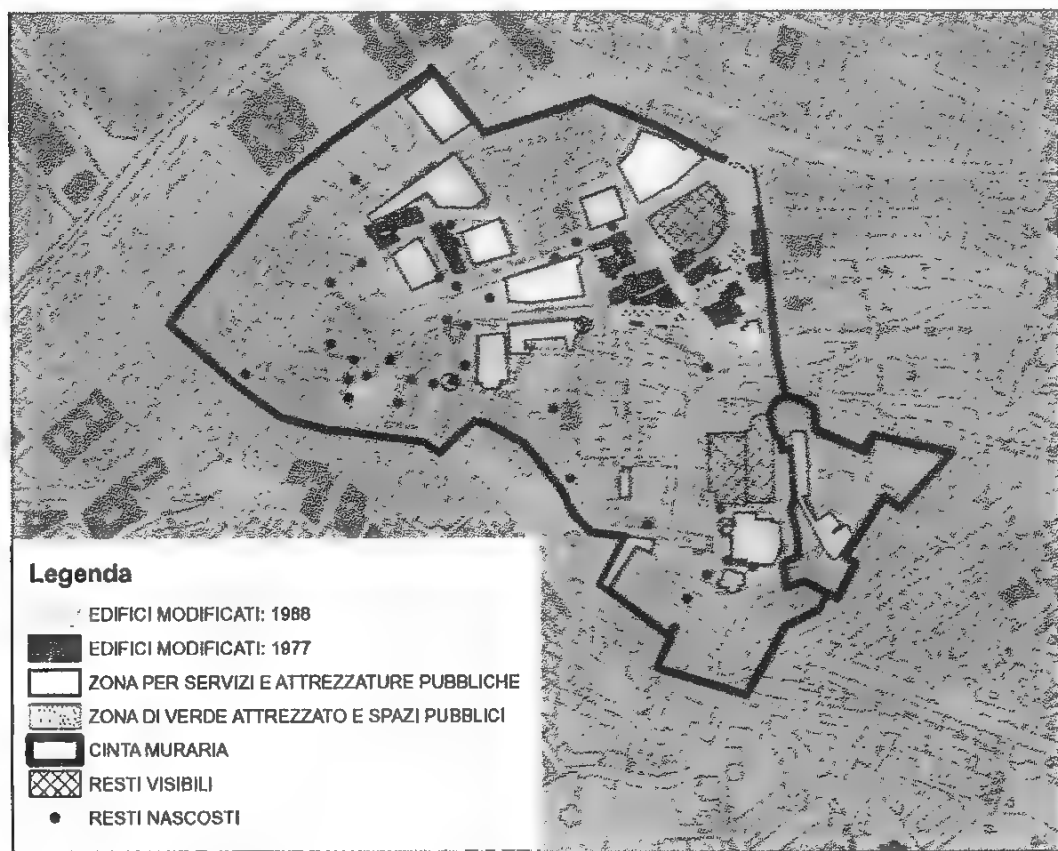 Legenda
EDIFICI MODIFICATI: 1988
EDIFICI MODIFICATI: 1977
ZONA PER SERVIZI E ATTREZZATURE PUBBLICHE
ZONA DI VERDE ATTREZZATO E SPAZI PUBBLICI
CINTA MURARIA
RESTI VISIBILI
RESTI NASCOSTI